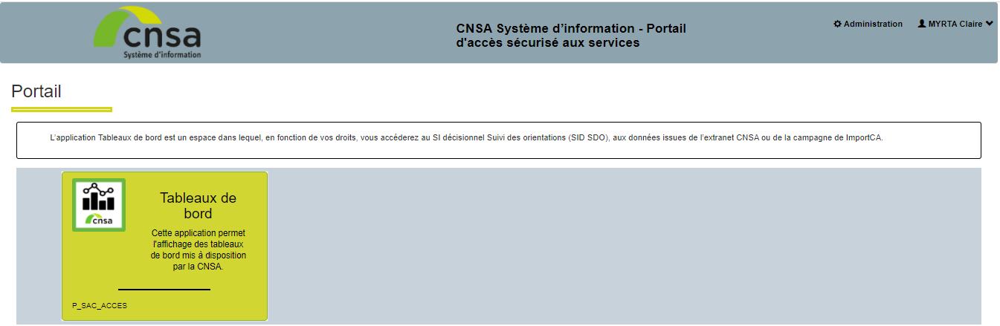 cnsa
Système d'information
CNSA Système d’information - Portail
d'accès sécurisé aux services
Administration
MYRTA Claire
Portail
L’application Tableaux de bord est un espace dans lequel, en fonction de vos droits, vous accéderez au SI décisionnel Suivi des orientations (SID SDO), aux données issues de l’extranet CNSA ou de la campagne de ImportCA.
cnsa
Tableaux de
bord
Cette application permet
l'affichage des tableaux
de bord mis à disposition
par la CNSA.
P_SAC_ACCES